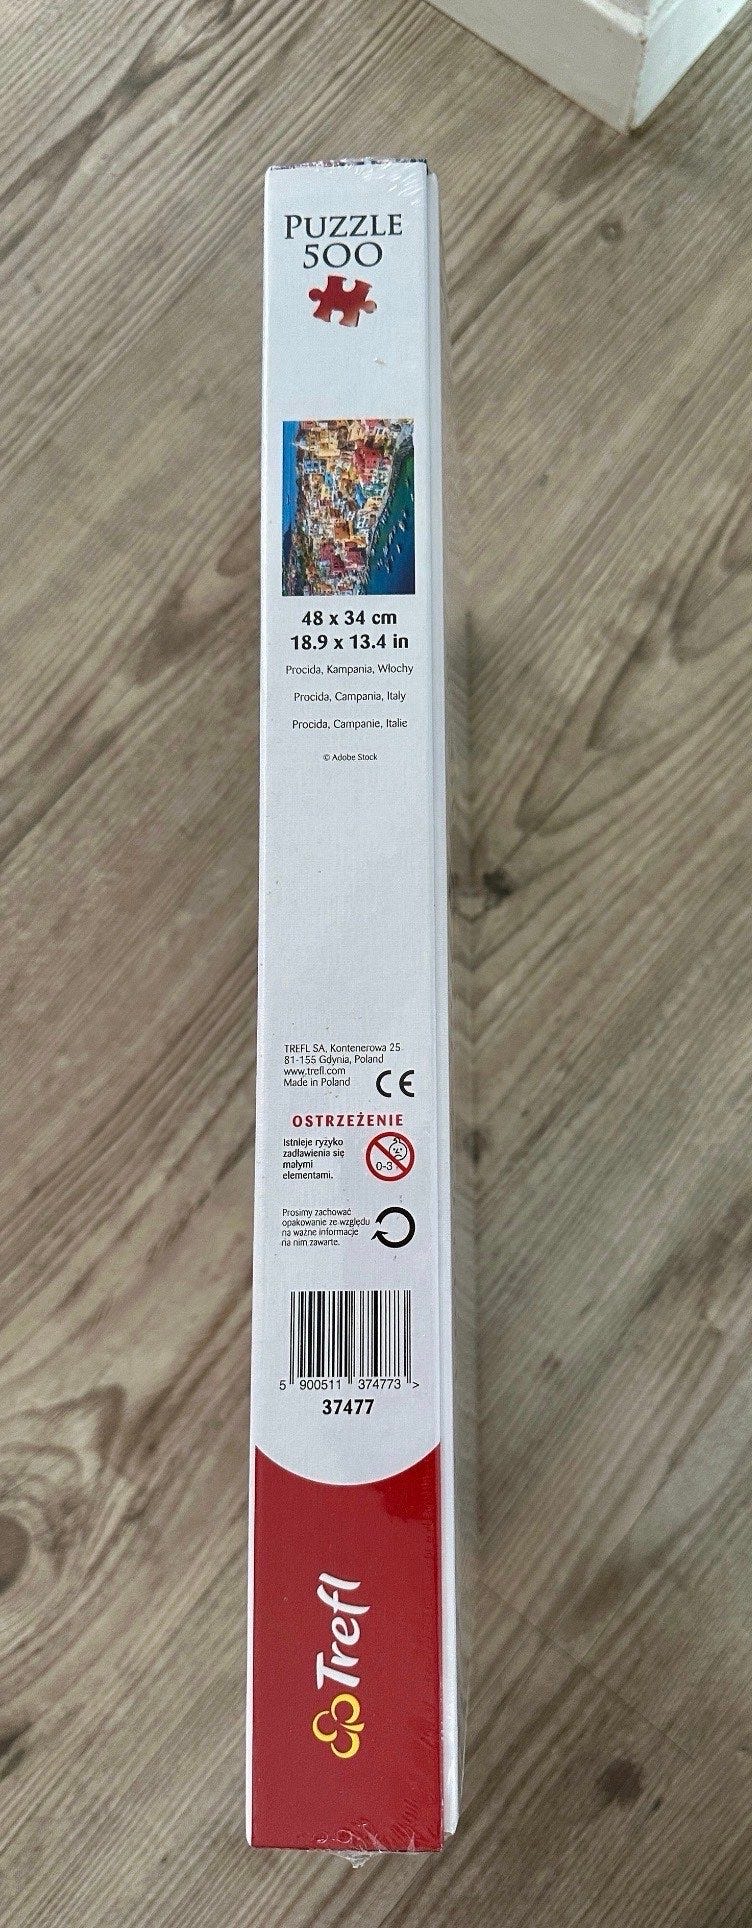 PUZZLE
500
48 x 34 cm
18.9 x 13.4 in
Procida, Kampania, Włochy
Procida, Campania, Italy
Procida, Campanie, Italie
© Adobe Stock
TREFL SA, Kontenerowa 25
81-155 Gdynia, Poland
www.trefl.com
Made in Poland
CE
OSTRZEŻENIE
Istnieje ryzyko
zadławienia się
małymi
elementami.
0-3
Prosimy zachować
opakowanie ze względu
na ważne informacje
na nim zawarte.
5 900511 374773 >
37477
Trefl